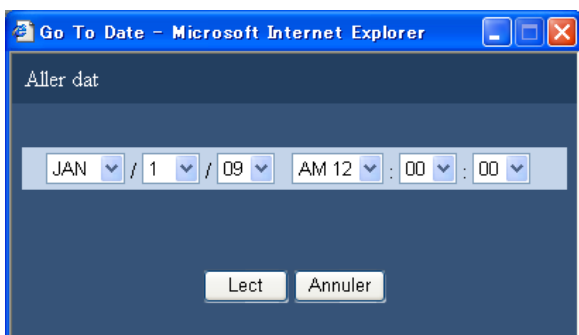 Go To Date - Microsoft Internet Explorer
Aller dat
JAN / 1 / 09 AM 12 : 00 : 00
Lect Annuler